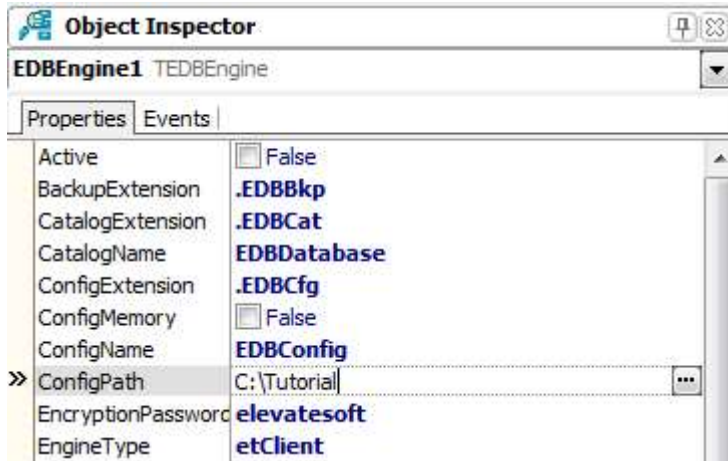 Object Inspector
EDBEngine1 TEDBEngine
Properties Events
Active False
BackupExtension .EDBBkp
CatalogExtension .EDBCat
CatalogName EDBDatabase
ConfigExtension .EDBCfg
ConfigMemory False
ConfigName EDBConfig
» ConfigPath C:\Tutorial ...
EncryptionPassword elevatesoft
EngineType etClient